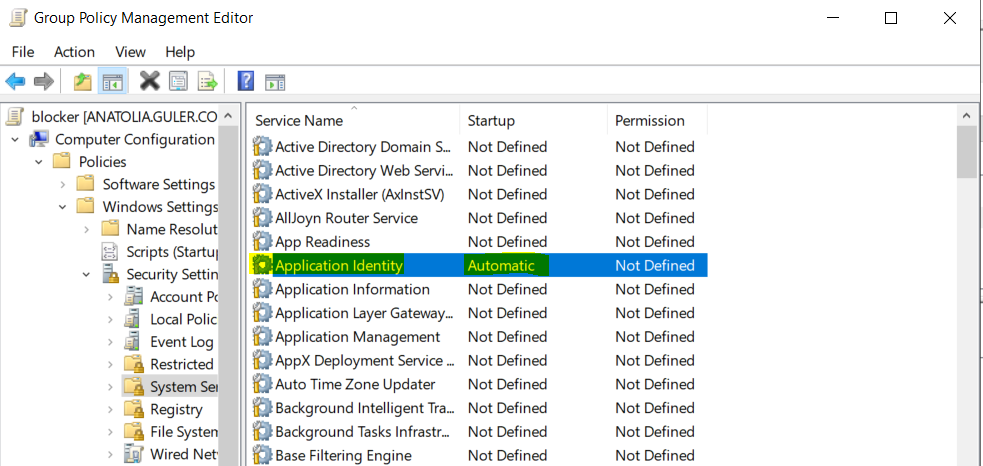 Group Policy Management Editor
File Action View Help
blocker [ANATOLIA.GULER.CO
Computer Configuration
Policies
Software Settings
Windows Settings
Name Resolut
Scripts (Startu
Security Settin
Account Po
Local Polic
Event Log
Restricted
System Se
Registry
File System
Wired Net
Service Name Startup Permission
Active Directory Domain S... Not Defined Not Defined
Active Directory Web Servi... Not Defined Not Defined
ActiveX Installer (AxInstSV) Not Defined Not Defined
AllJoyn Router Service Not Defined Not Defined
App Readiness Not Defined Not Defined
Application Identity Automatic Not Defined
Application Information Not Defined Not Defined
Application Layer Gateway... Not Defined Not Defined
Application Management Not Defined Not Defined
AppX Deployment Service ... Not Defined Not Defined
Auto Time Zone Updater Not Defined Not Defined
Background Intelligent Tra... Not Defined Not Defined
Background Tasks Infrastr... Not Defined Not Defined
Base Filtering Engine Not Defined Not Defined